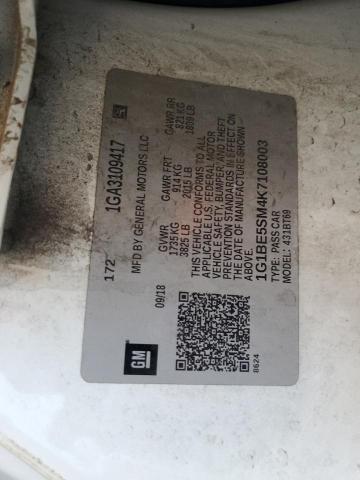 172 1GA3109417
MFD BY GENERAL MOTORS LLC
09/18 GVWR GAWR FRT GAWR RR
1735 KG 914 KG 821 KG
3825 LB 2015 LB 1809 LB
THIS VEHICLE CONFORMS TO ALL
APPLICABLE U.S. FEDERAL MOTOR
VEHICLE SAFETY, BUMPER, AND THEFT
PREVENTION STANDARDS IN EFFECT ON
THE DATE OF MANUFACTURE SHOWN
ABOVE.
1G1BE5SM4K7108003
TYPE: PASS CAR
MODEL: 431BT69
GM
8624